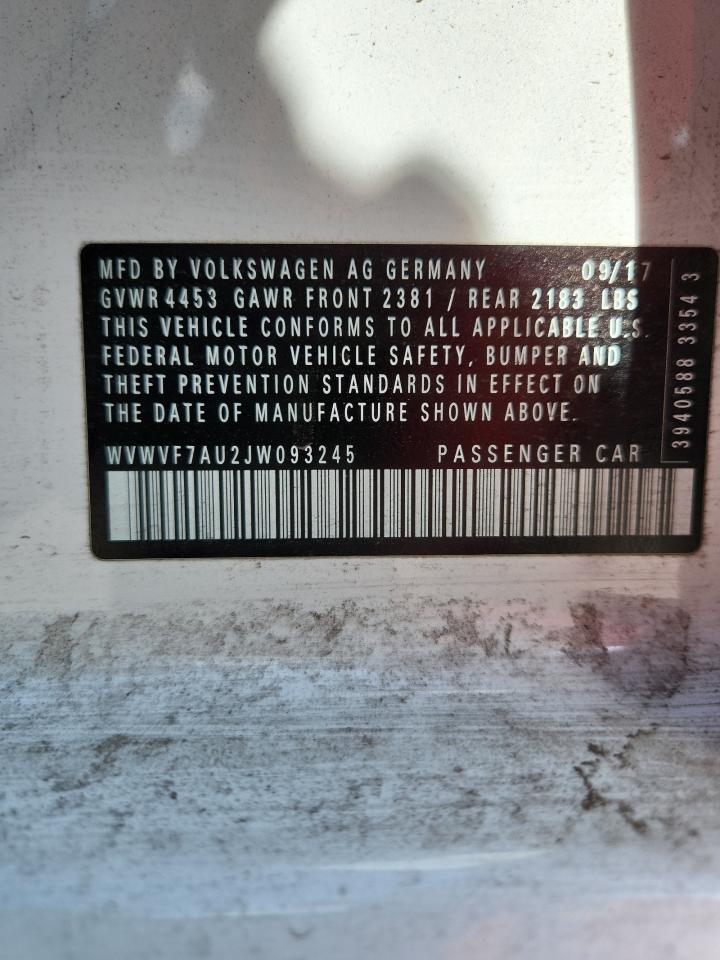 MFD BY VOLKSWAGEN AG GERMANY 09/17
GVWR 4453 GAWR FRONT 2381 / REAR 2183 LBS
THIS VEHICLE CONFORMS TO ALL APPLICABLE U.S.
FEDERAL MOTOR VEHICLE SAFETY, BUMPER AND
THEFT PREVENTION STANDARDS IN EFFECT ON
THE DATE OF MANUFACTURE SHOWN ABOVE.
WVWVF7AU2JW093245 PASSENGER CAR
3940588 3354 3